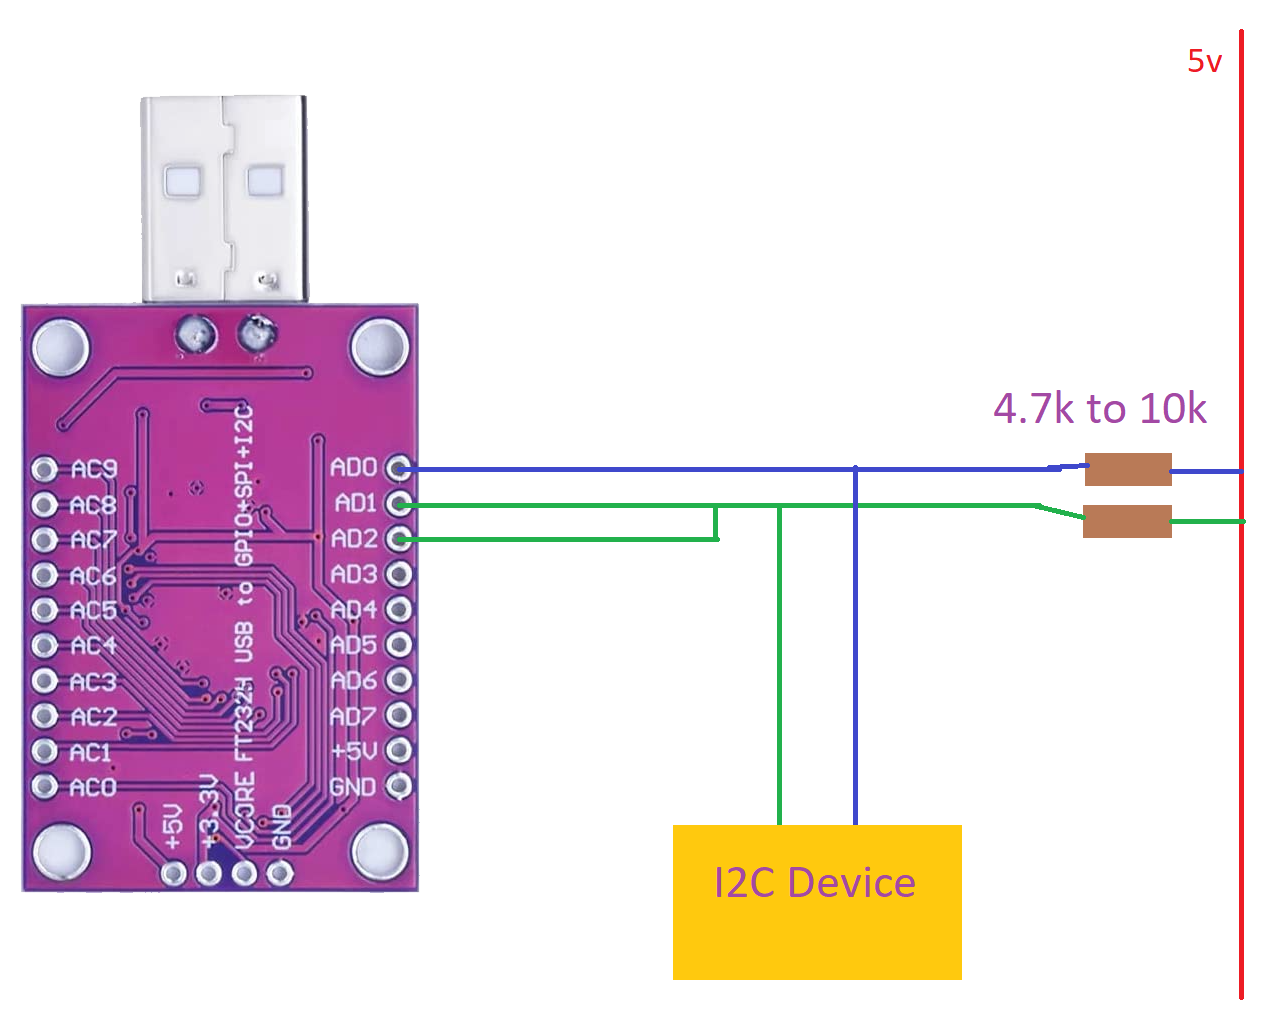 5v
4.7k to 10k
AC9
AC8
AC7
AC6
AC5
AC4
AC3
AC2
AC1
AC0
FT232H USB to GPIO+SPI+I2C
AD0
AD1
AD2
AD3
AD4
AD5
AD6
AD7
+5V
GND
+5V
+3.3V
VCORE
GND
I2C Device